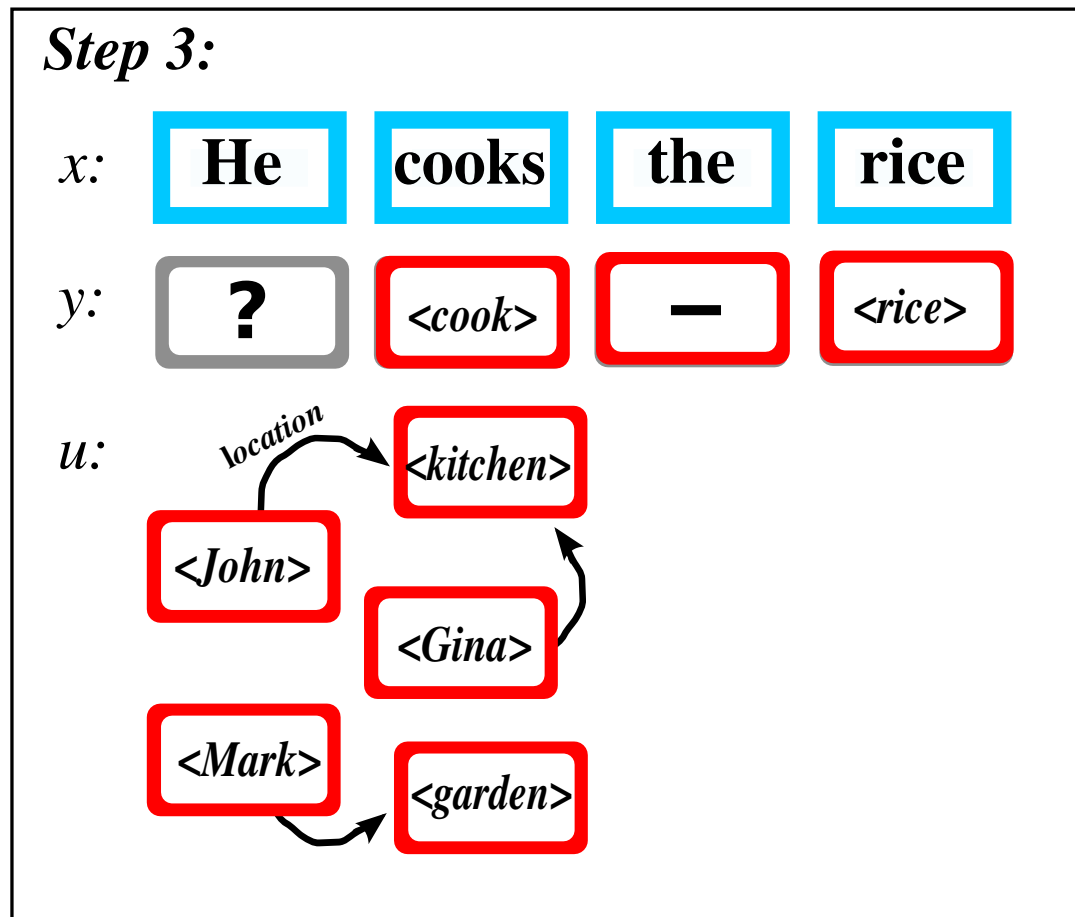 Step 3:
x: He cooks the rice
y: ? <cook> – <rice>
u: location <kitchen>
<John>
<Gina>
<Mark>
<garden>